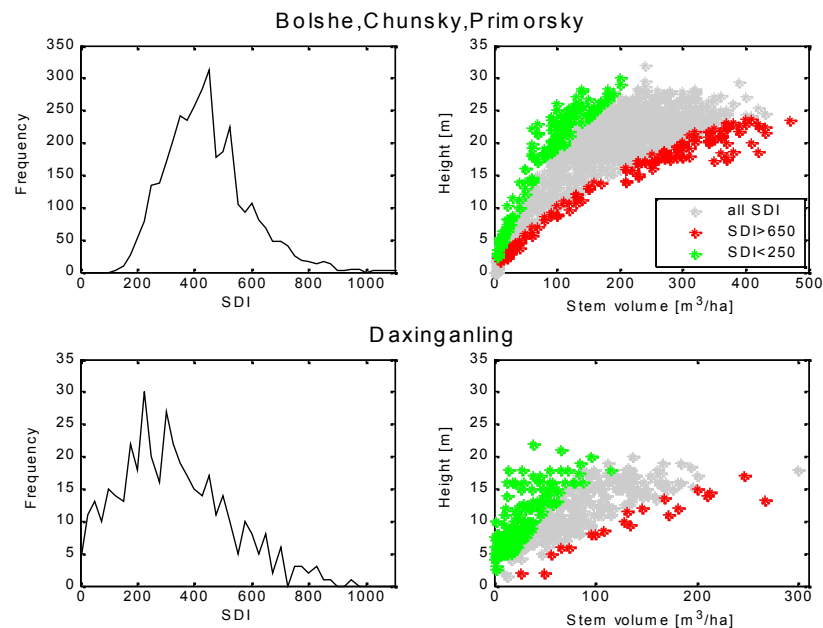 Bolshe,Chunsky,Primorsky
350
300
250
200
150
100
50
0
200 400 600 800 1000
Frequency
SDI
35
30
25
20
15
10
5
0
0 100 200 300 400 500
Height [m]
Stem volume [m³/ha]
all SDI
SDI>650
SDI<250
Daxinganling
35
30
25
20
15
10
5
0
0 200 400 600 800 1000
Frequency
SDI
35
30
25
20
15
10
5
0
0 100 200 300
Height [m]
Stem volume [m³/ha]